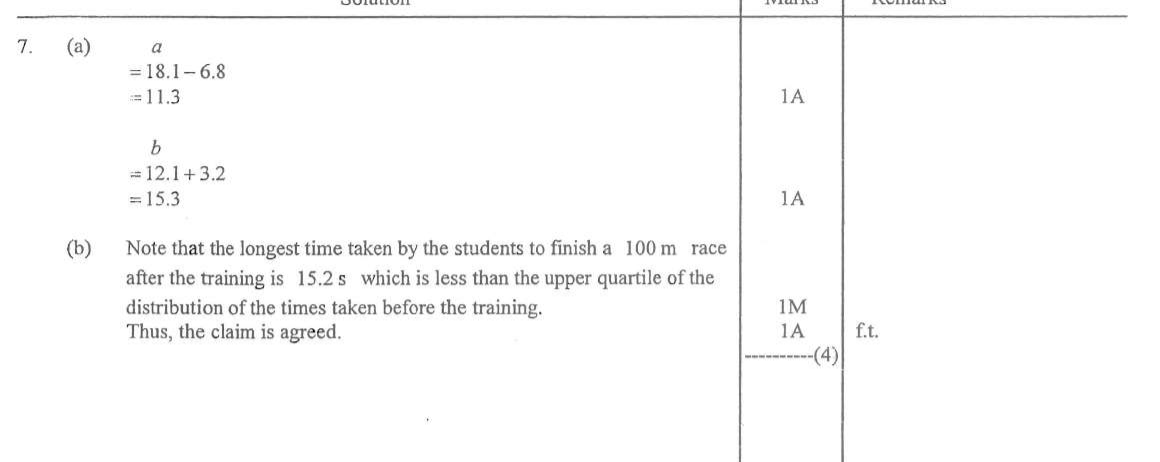 Solution Marks Remarks
7. (a) a
= 18.1 – 6.8
= 11.3 1A
b
= 12.1 + 3.2
= 15.3 1A
(b) Note that the longest time taken by the students to finish a 100 m race
after the training is 15.2 s which is less than the upper quartile of the
distribution of the times taken before the training. 1M
Thus, the claim is agreed. 1A f.t.
----------(4)